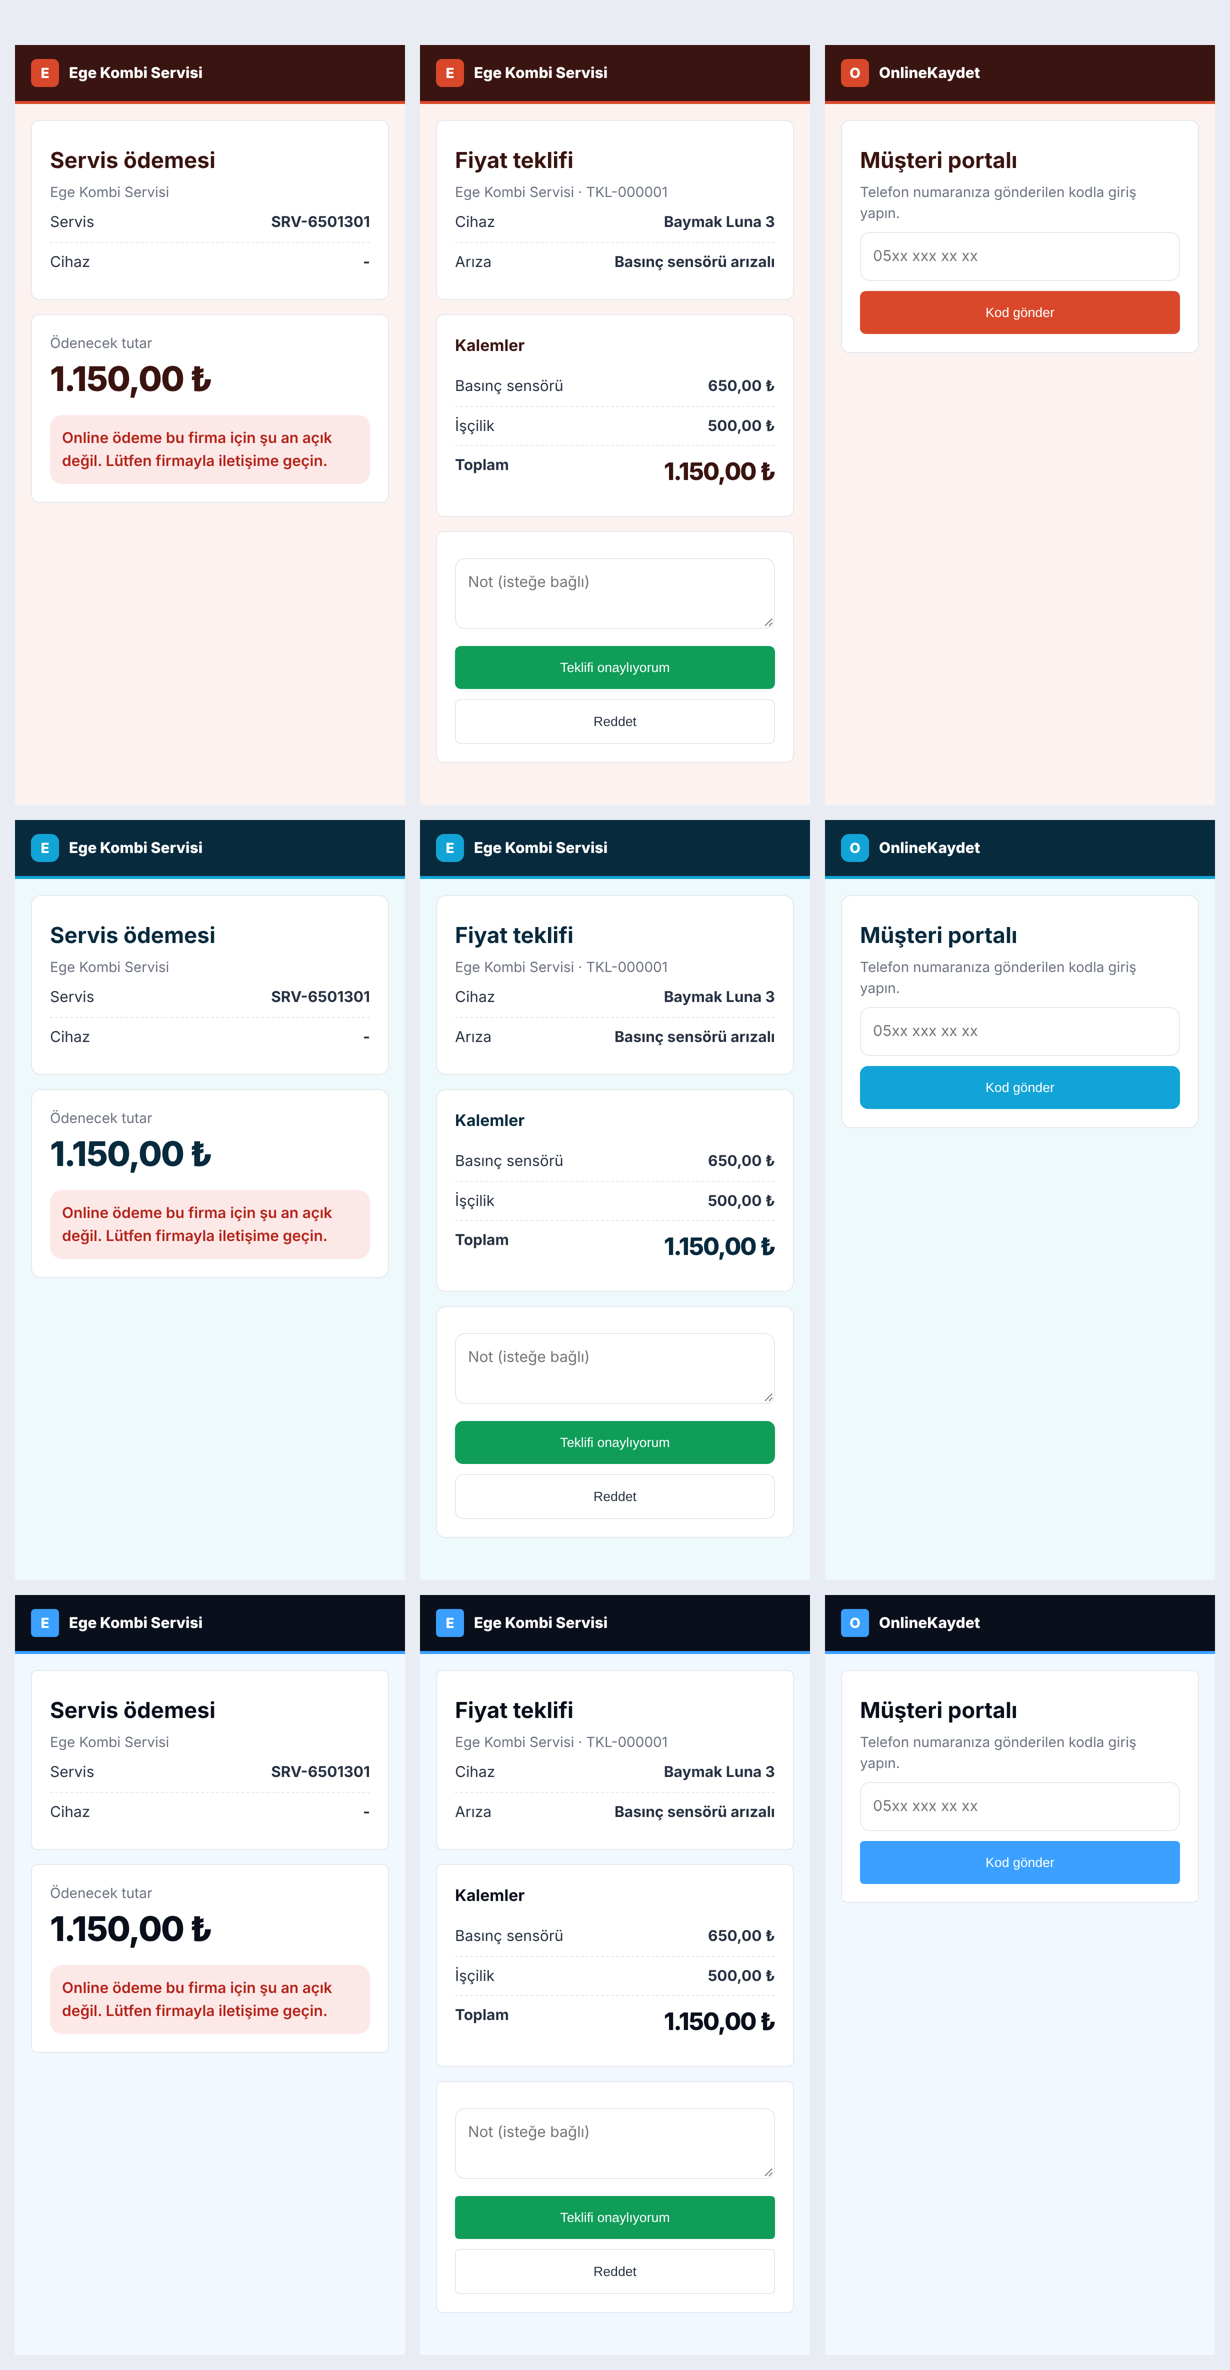 E Ege Kombi Servisi
Servis ödemesi
Ege Kombi Servisi
Servis SRV-6501301
Cihaz -
Ödenecek tutar
1.150,00 ₺
Online ödeme bu firma için şu an açık
değil. Lütfen firmayla iletişime geçin.
E Ege Kombi Servisi
Fiyat teklifi
Ege Kombi Servisi · TKL-000001
Cihaz Baymak Luna 3
Arıza Basınç sensörü arızalı
Kalemler
Basınç sensörü 650,00 ₺
İşçilik 500,00 ₺
Toplam 1.150,00 ₺
Not (isteğe bağlı)
Teklifi onaylıyorum
Reddet
O OnlineKaydet
Müşteri portalı
Telefon numaranıza gönderilen kodla giriş
yapın.
05xx xxx xx xx
Kod gönder
E Ege Kombi Servisi
Servis ödemesi
Ege Kombi Servisi
Servis SRV-6501301
Cihaz -
Ödenecek tutar
1.150,00 ₺
Online ödeme bu firma için şu an açık
değil. Lütfen firmayla iletişime geçin.
E Ege Kombi Servisi
Fiyat teklifi
Ege Kombi Servisi · TKL-000001
Cihaz Baymak Luna 3
Arıza Basınç sensörü arızalı
Kalemler
Basınç sensörü 650,00 ₺
İşçilik 500,00 ₺
Toplam 1.150,00 ₺
Not (isteğe bağlı)
Teklifi onaylıyorum
Reddet
O OnlineKaydet
Müşteri portalı
Telefon numaranıza gönderilen kodla giriş
yapın.
05xx xxx xx xx
Kod gönder
E Ege Kombi Servisi
Servis ödemesi
Ege Kombi Servisi
Servis SRV-6501301
Cihaz -
Ödenecek tutar
1.150,00 ₺
Online ödeme bu firma için şu an açık
değil. Lütfen firmayla iletişime geçin.
E Ege Kombi Servisi
Fiyat teklifi
Ege Kombi Servisi · TKL-000001
Cihaz Baymak Luna 3
Arıza Basınç sensörü arızalı
Kalemler
Basınç sensörü 650,00 ₺
İşçilik 500,00 ₺
Toplam 1.150,00 ₺
Not (isteğe bağlı)
Teklifi onaylıyorum
Reddet
O OnlineKaydet
Müşteri portalı
Telefon numaranıza gönderilen kodla giriş
yapın.
05xx xxx xx xx
Kod gönder